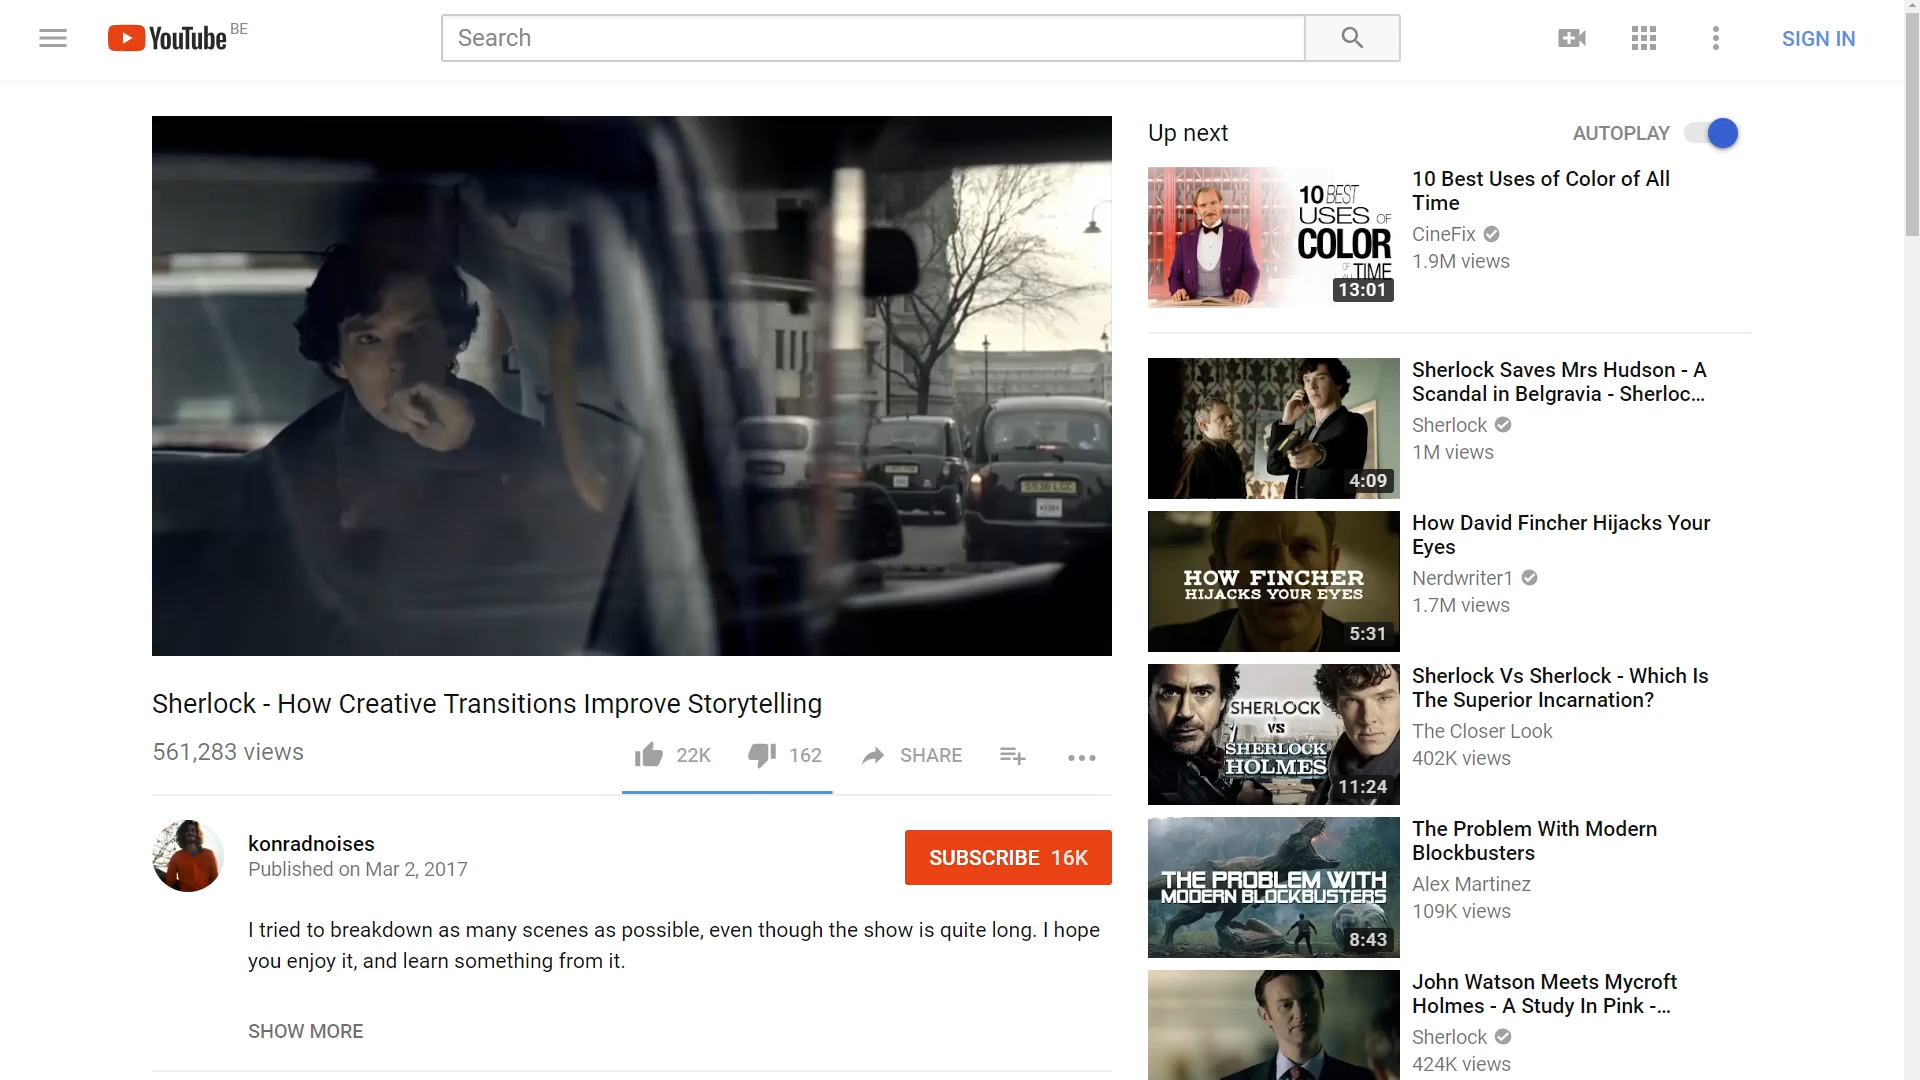 YouTube BE
Search
SIGN IN
Up next
AUTOPLAY
10 BEST
USES OF
COLOR
OF ALL TIME
13:01
10 Best Uses of Color of All
Time
CineFix
1.9M views
4:09
Sherlock Saves Mrs Hudson - A
Scandal in Belgravia - Sherloc...
Sherlock
1M views
HOW FINCHER
HIJACKS YOUR EYES
5:31
How David Fincher Hijacks Your
Eyes
Nerdwriter1
1.7M views
SHERLOCK
VS
SHERLOCK
HOLMES
11:24
Sherlock Vs Sherlock - Which Is
The Superior Incarnation?
The Closer Look
402K views
THE PROBLEM WITH
MODERN BLOCKBUSTERS
8:43
The Problem With Modern
Blockbusters
Alex Martinez
109K views
John Watson Meets Mycroft
Holmes - A Study In Pink -...
Sherlock
424K views
Sherlock - How Creative Transitions Improve Storytelling
561,283 views
22K
162
SHARE
konradnoises
Published on Mar 2, 2017
SUBSCRIBE 16K
I tried to breakdown as many scenes as possible, even though the show is quite long. I hope
you enjoy it, and learn something from it.
SHOW MORE